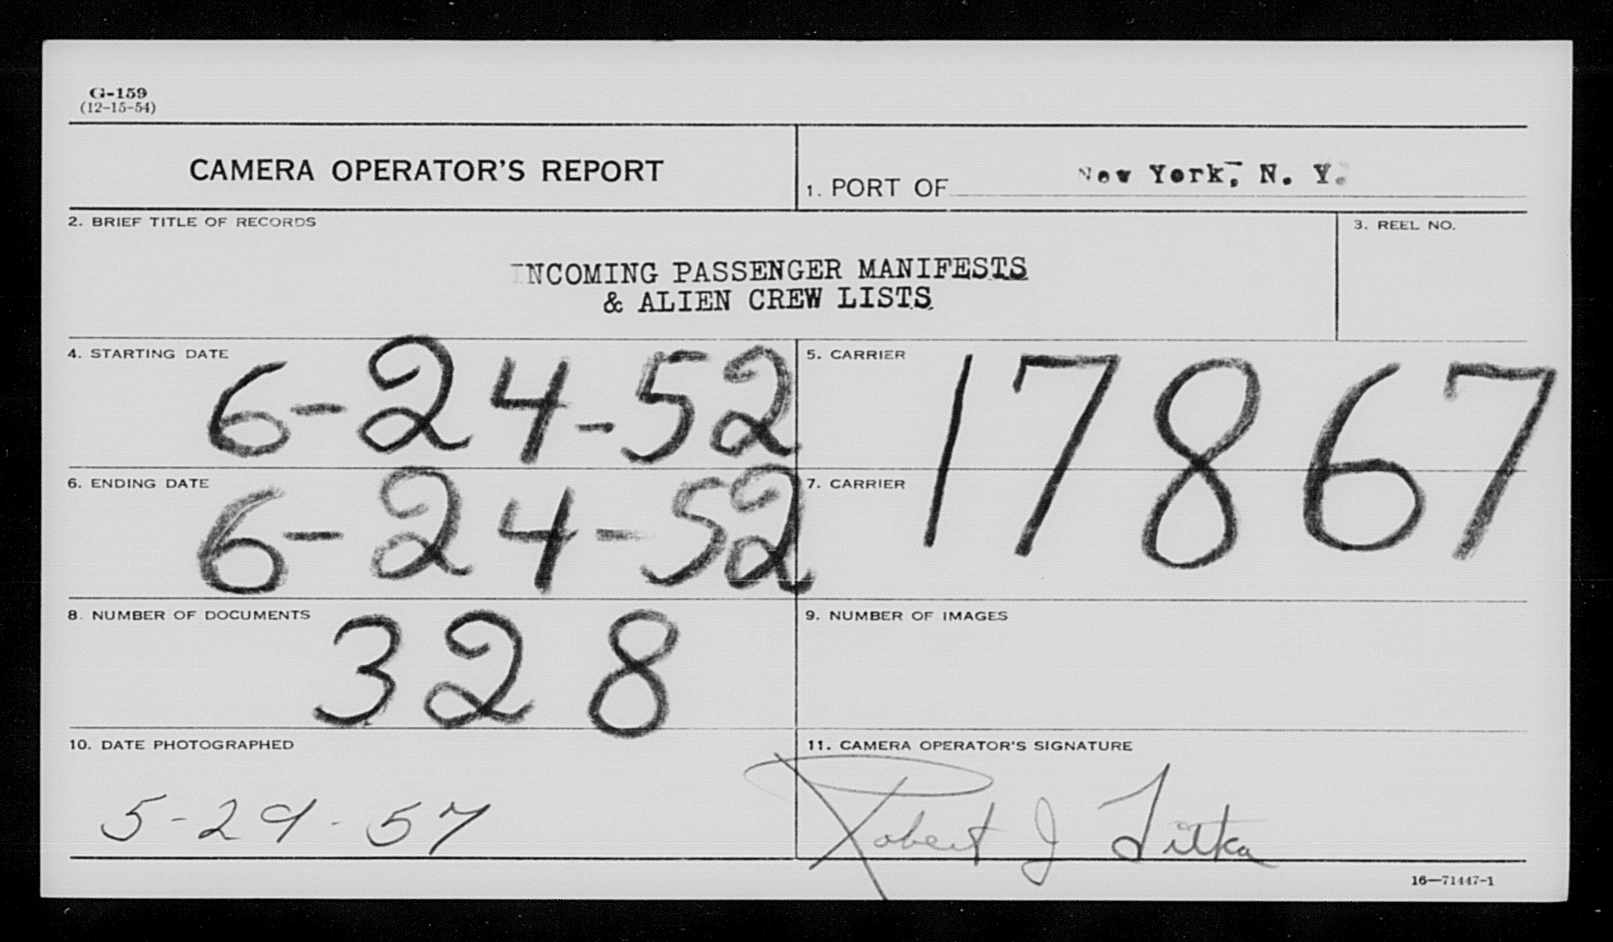 G-159
(12-15-54)
CAMERA OPERATOR'S REPORT
1. PORT OF New York, N. Y.
2. BRIEF TITLE OF RECORDS
3. REEL NO.
INCOMING PASSENGER MANIFESTS
& ALIEN CREW LISTS
4. STARTING DATE 6-24-52
5. CARRIER 17867
6. ENDING DATE 6-24-52
7. CARRIER
8. NUMBER OF DOCUMENTS 328
9. NUMBER OF IMAGES
10. DATE PHOTOGRAPHED
5-29-57
11. CAMERA OPERATOR'S SIGNATURE
Robert J
16—71447-1